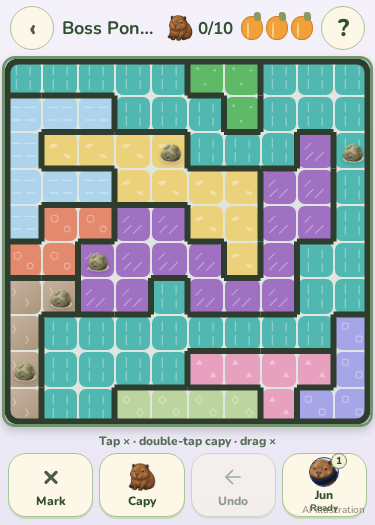 ‹ Boss Pon... 0/10 ?
Tap × · double-tap capy · drag ×
Mark
Capy
Undo
1
Jun
Ready
AI illustration